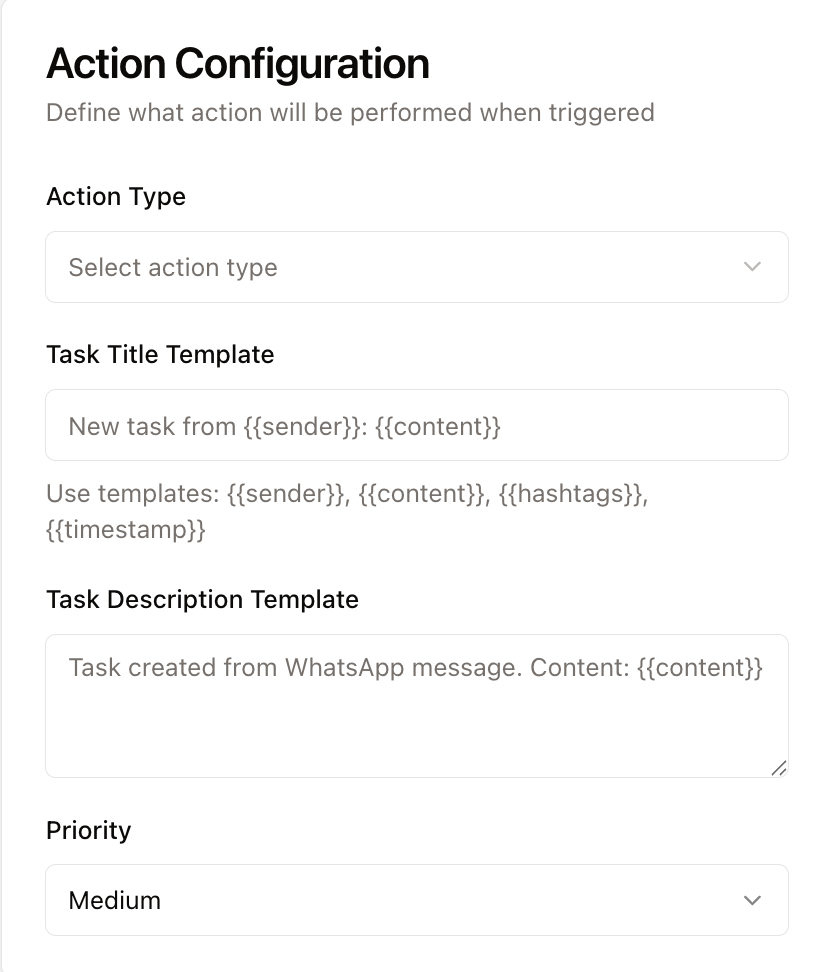 Action Configuration
Define what action will be performed when triggered
Action Type
Select action type
Task Title Template
New task from {{sender}}: {{content}}
Use templates: {{sender}}, {{content}}, {{hashtags}},
{{timestamp}}
Task Description Template
Task created from WhatsApp message. Content: {{content}}
Priority
Medium